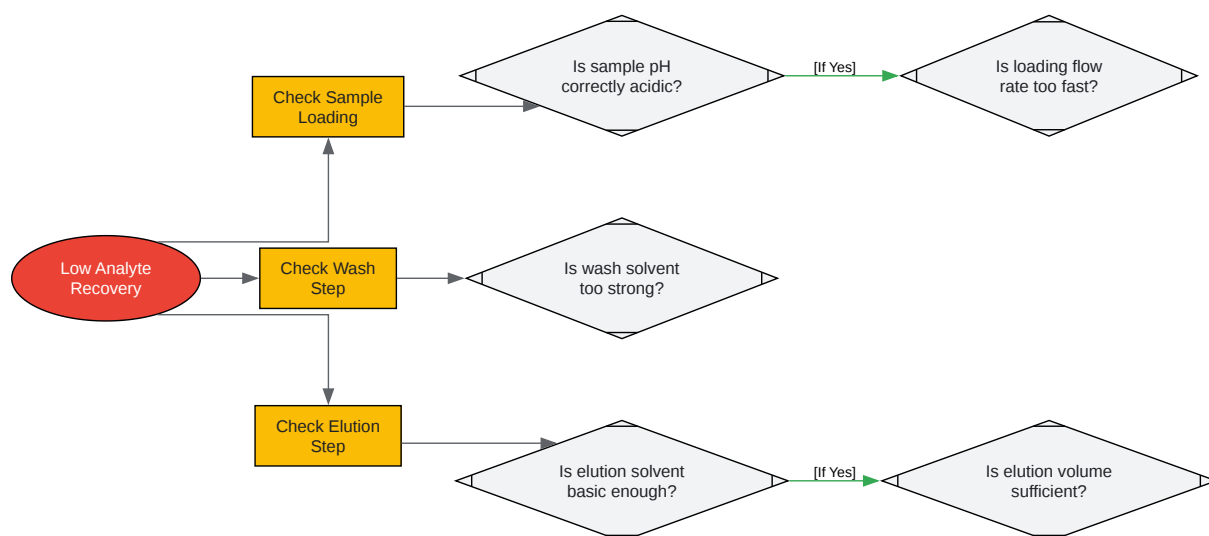 Is sample pH
correctly acidic?
[If Yes]
Is loading flow
rate too fast?
Check Sample
Loading
Low Analyte
Recovery
Check Wash
Step
Is wash solvent
too strong?
Check Elution
Step
Is elution solvent
basic enough?
[If Yes]
Is elution volume
sufficient?